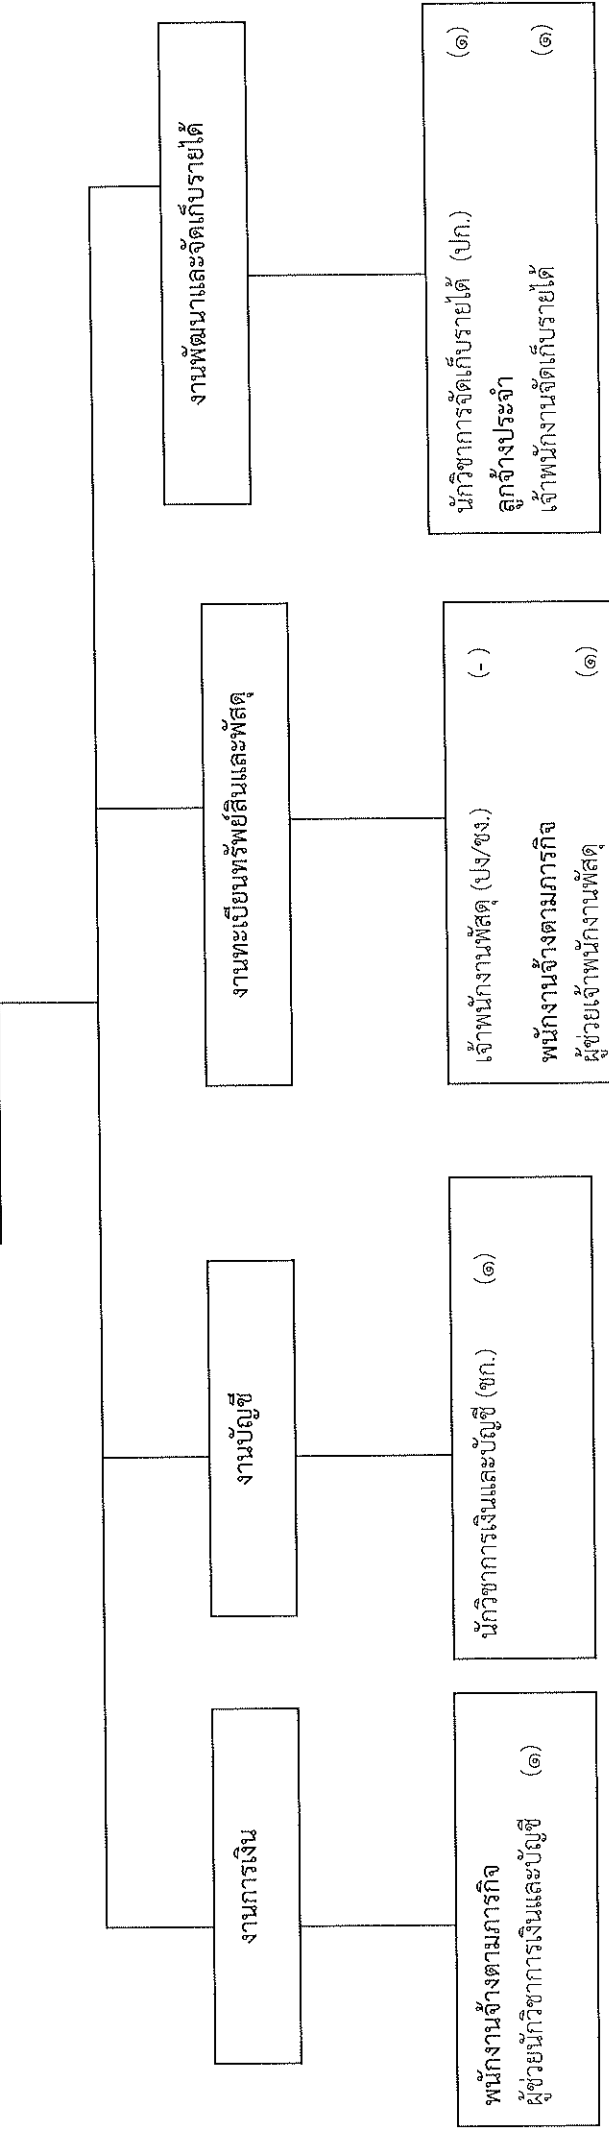 งานการเงิน
พนักงานจ้างตามภารกิจ
ผู้ช่วยนักวิชาการเงินและบัญชี (๑)
งานบัญชี
นักวิชาการเงินและบัญชี (ชก.) (๑)
งานทะเบียนทรัพย์สินและพัสดุ
เจ้าพนักงานพัสดุ (ปง/ชง.) (- )
พนักงานจ้างตามภารกิจ
ผู้ช่วยเจ้าพนักงานพัสดุ (๑)
งานพัฒนาและจัดเก็บรายได้
นักวิชาการจัดเก็บรายได้ (ปก.) (๑)
ลูกจ้างประจำ
เจ้าพนักงานจัดเก็บรายได้ (๑)